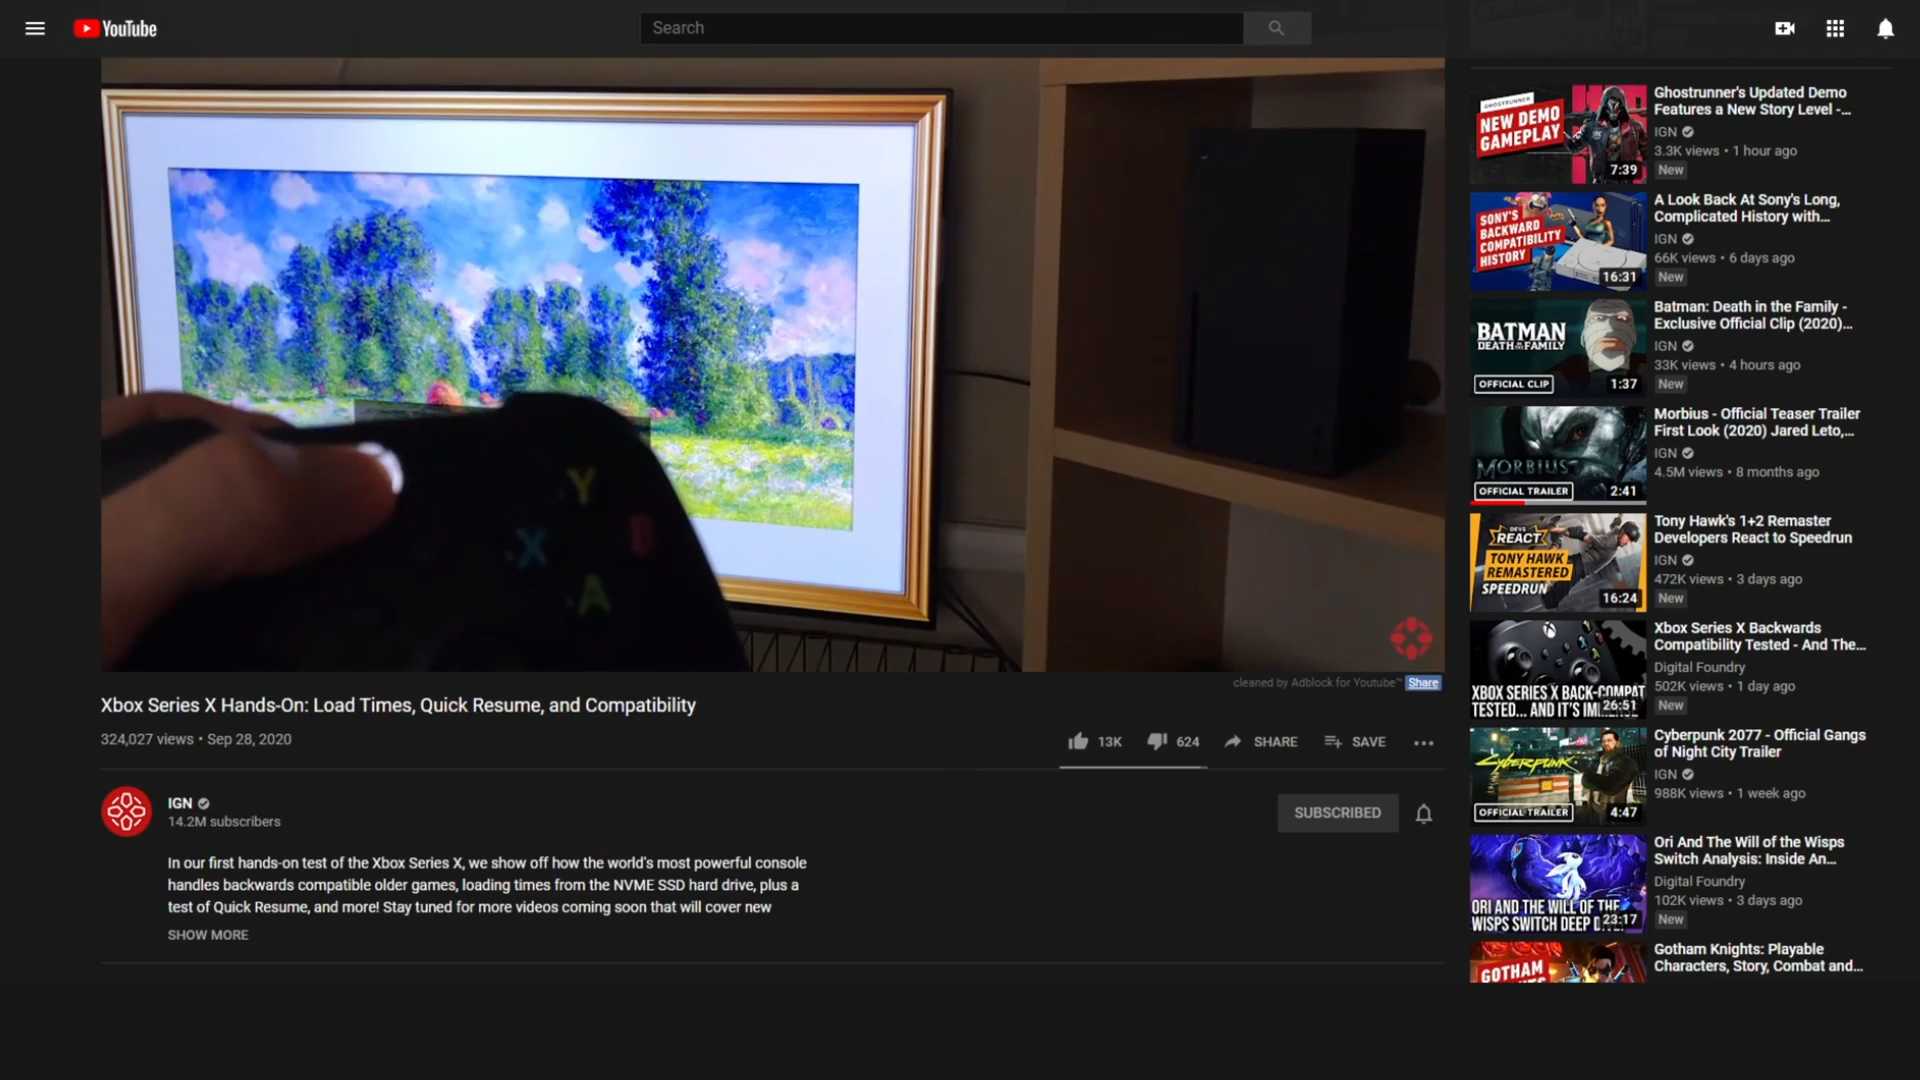 YouTube
Search
Y
X
A
cleaned by Adblock for Youtube™ Share
Xbox Series X Hands-On: Load Times, Quick Resume, and Compatibility
324,027 views • Sep 28, 2020
13K
624
SHARE
SAVE
IGN
14.2M subscribers
SUBSCRIBED
In our first hands-on test of the Xbox Series X, we show off how the world's most powerful console
handles backwards compatible older games, loading times from the NVME SSD hard drive, plus a
test of Quick Resume, and more! Stay tuned for more videos coming soon that will cover new
SHOW MORE
GHOSTRUNNER
NEW DEMO
GAMEPLAY
7:39
Ghostrunner's Updated Demo
Features a New Story Level -...
IGN
3.3K views • 1 hour ago
New
SONY'S
BACKWARD
COMPATIBILITY
HISTORY
16:31
A Look Back At Sony's Long,
Complicated History with...
IGN
66K views • 6 days ago
New
BATMAN
DEATH IN THE FAMILY
OFFICIAL CLIP
1:37
Batman: Death in the Family -
Exclusive Official Clip (2020)...
IGN
33K views • 4 hours ago
New
MORBIUS
OFFICIAL TRAILER
2:41
Morbius - Official Teaser Trailer
First Look (2020) Jared Leto,...
IGN
4.5M views • 8 months ago
DEVS
REACT
TONY HAWK
REMASTERED
SPEEDRUN
16:24
Tony Hawk's 1+2 Remaster
Developers React to Speedrun
IGN
472K views • 3 days ago
New
XBOX SERIES X BACK-COMPAT
TESTED... AND IT'S
26:51
Xbox Series X Backwards
Compatibility Tested - And The...
Digital Foundry
502K views • 1 day ago
New
Cyberpunk
OFFICIAL TRAILER
4:47
Cyberpunk 2077 - Official Gangs
of Night City Trailer
IGN
988K views • 1 week ago
ORI AND THE WILL OF THE
WISPS SWITCH DEEP
23:17
Ori And The Will of the Wisps
Switch Analysis: Inside An...
Digital Foundry
102K views • 3 days ago
New
GOTHAM
Gotham Knights: Playable
Characters, Story, Combat and...